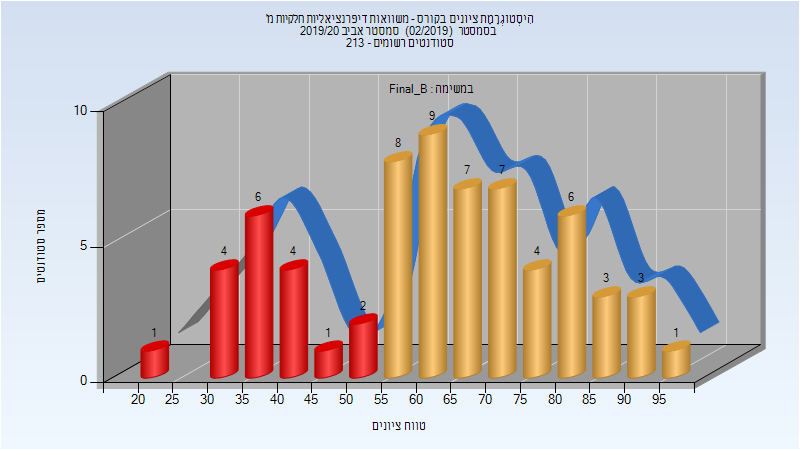 היסטוגרמת ציונים בקורס - משוואות דיפרנציאליות חלקיות מ'
בסמסטר (02/2019) סמסטר אביב 2019/20
סטודנטים רשומים - 213
במשימה : Final_B
מספר סטודנטים
10
5
0
1
4
6
4
1
2
8
9
7
7
4
6
3
3
1
20 25 30 35 40 45 50 55 60 65 70 75 80 85 90 95
טווח ציונים